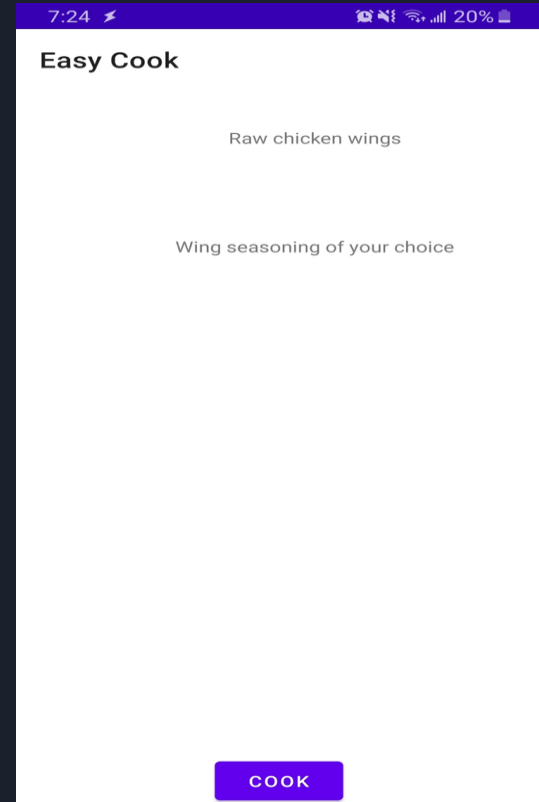 7:24
20%
Easy Cook
Raw chicken wings
Wing seasoning of your choice
COOK